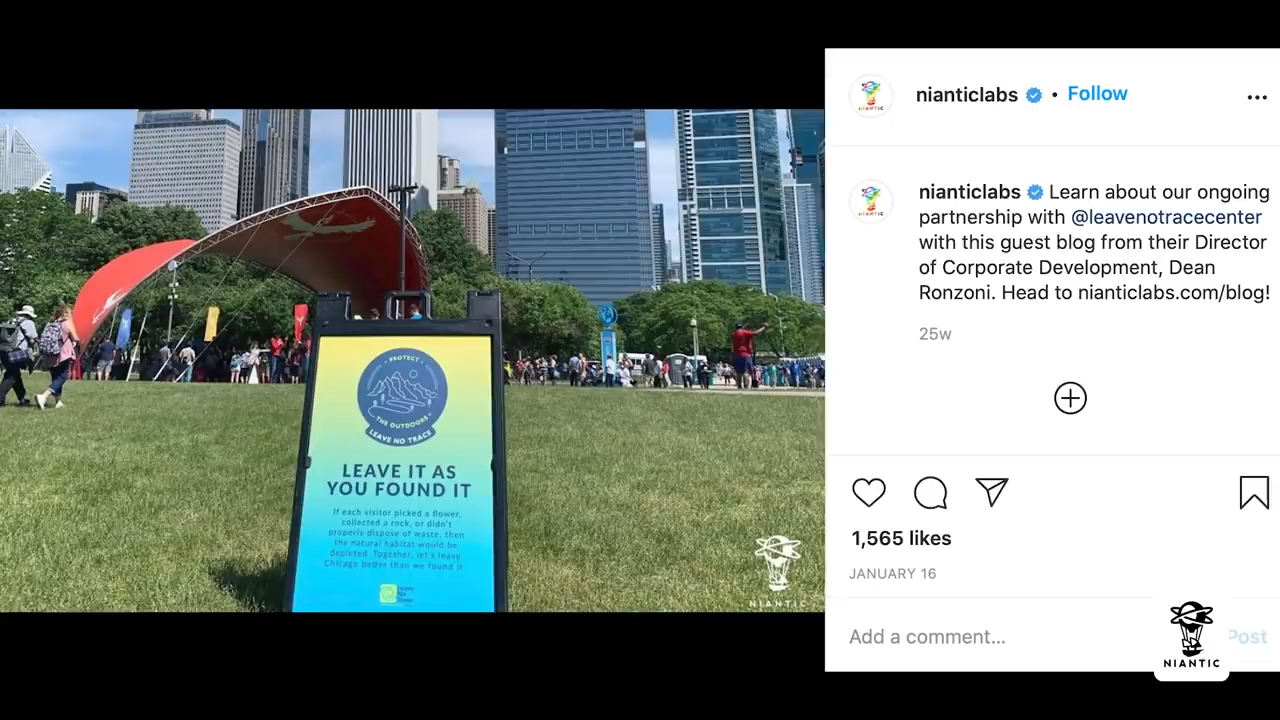 nianticlabs • Follow
nianticlabs Learn about our ongoing
partnership with @leavenotracecenter
with this guest blog from their Director
of Corporate Development, Dean
Ronzoni. Head to nianticlabs.com/blog!
25w
1,565 likes
JANUARY 16
Add a comment...
Post
NIANTIC
PROTECT
THE OUTDOORS
LEAVE NO TRACE
LEAVE IT AS
YOU FOUND IT
If each visitor picked a flower,
collected a rock, or didn't
properly dispose of waste, then
the natural habitat would be
depleted. Together, let's leave
Chicago better than we found it
NIANTIC